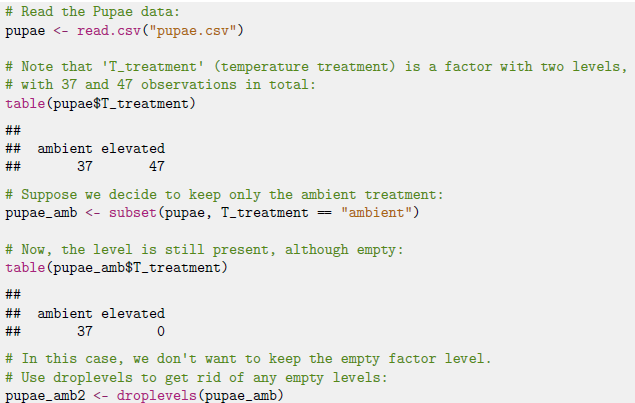 # Read the Pupae data:
pupae <- read.csv("pupae.csv")
# Note that 'T_treatment' (temperature treatment) is a factor with two levels,
# with 37 and 47 observations in total:
table(pupae$T_treatment)
##
##  ambient elevated
##       37       47
# Suppose we decide to keep only the ambient treatment:
pupae_amb <- subset(pupae, T_treatment == "ambient")
# Now, the level is still present, although empty:
table(pupae_amb$T_treatment)
##
##  ambient elevated
##       37        0
# In this case, we don't want to keep the empty factor level.
# Use droplevels to get rid of any empty levels:
pupae_amb2 <- droplevels(pupae_amb)